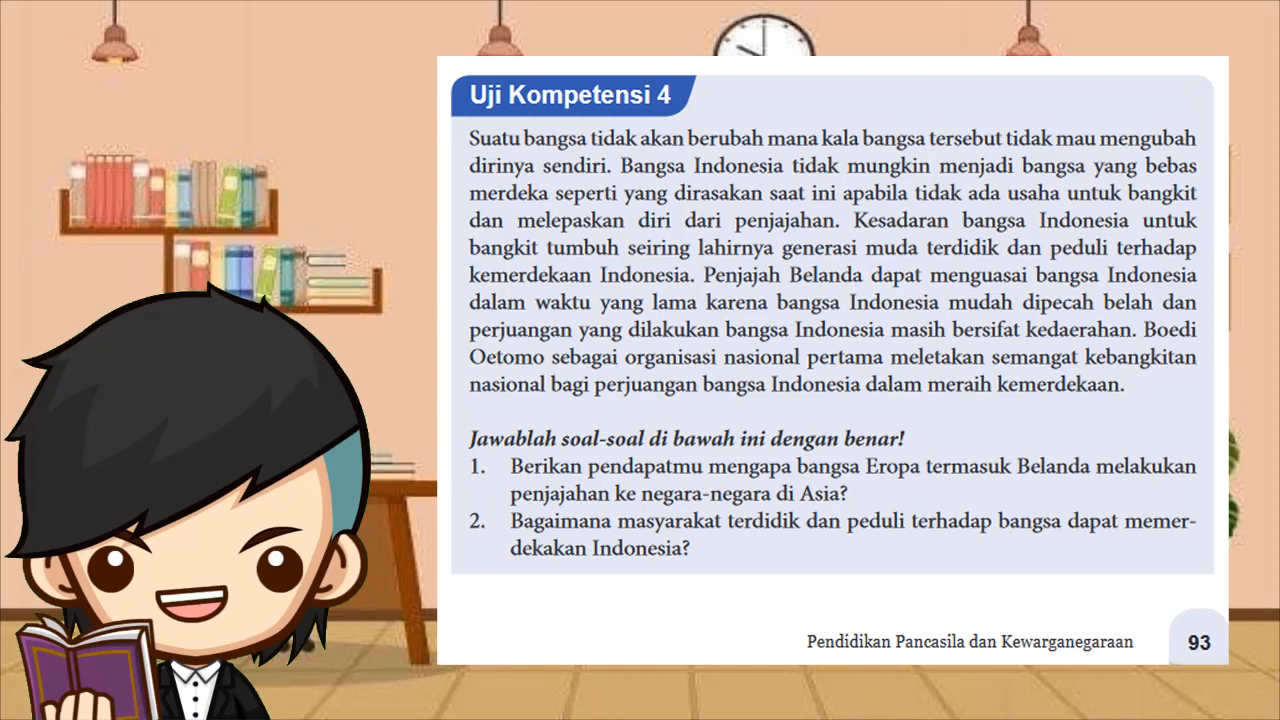 Uji Kompetensi 4
Suatu bangsa tidak akan berubah mana kala bangsa tersebut tidak mau mengubah
dirinya sendiri. Bangsa Indonesia tidak mungkin menjadi bangsa yang bebas
merdeka seperti yang dirasakan saat ini apabila tidak ada usaha untuk bangkit
dan melepaskan diri dari penjajahan. Kesadaran bangsa Indonesia untuk
bangkit tumbuh seiring lahirnya generasi muda terdidik dan peduli terhadap
kemerdekaan Indonesia. Penjajah Belanda dapat menguasai bangsa Indonesia
dalam waktu yang lama karena bangsa Indonesia mudah dipecah belah dan
perjuangan yang dilakukan bangsa Indonesia masih bersifat kedaerahan. Boedi
Oetomo sebagai organisasi nasional pertama meletakan semangat kebangkitan
nasional bagi perjuangan bangsa Indonesia dalam meraih kemerdekaan.
Jawablah soal-soal di bawah ini dengan benar!
1. Berikan pendapatmu mengapa bangsa Eropa termasuk Belanda melakukan
penjajahan ke negara-negara di Asia?
2. Bagaimana masyarakat terdidik dan peduli terhadap bangsa dapat memer-
dekakan Indonesia?
Pendidikan Pancasila dan Kewarganegaraan 93